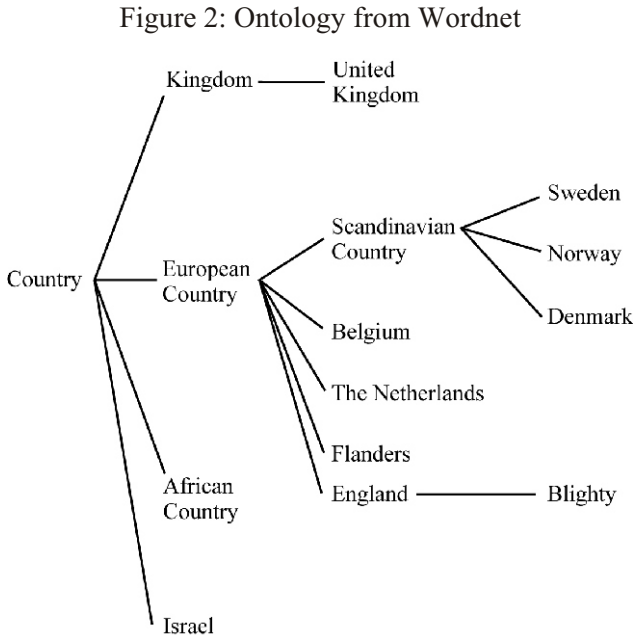 Figure 2: Ontology from Wordnet
Kingdom
United
Kingdom
Sweden
Scandinavian
Country
Norway
Country
European
Country
Denmark
Belgium
The Netherlands
Flanders
African
Country
England
Blighty
Israel